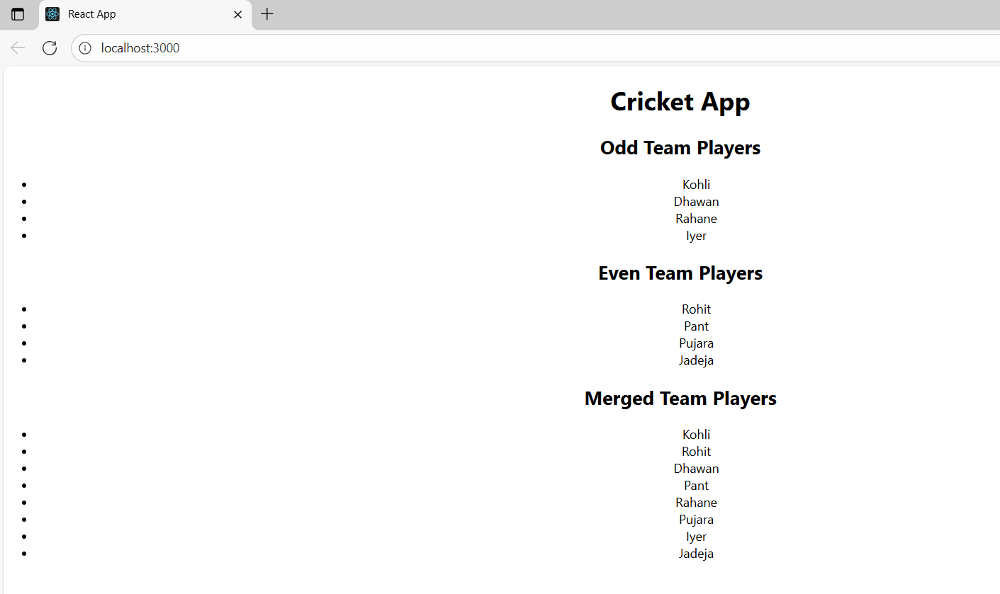 React App
localhost:3000
Cricket App
Odd Team Players
Kohli
Dhawan
Rahane
Iyer
Even Team Players
Rohit
Pant
Pujara
Jadeja
Merged Team Players
Kohli
Rohit
Dhawan
Pant
Rahane
Pujara
Iyer
Jadeja